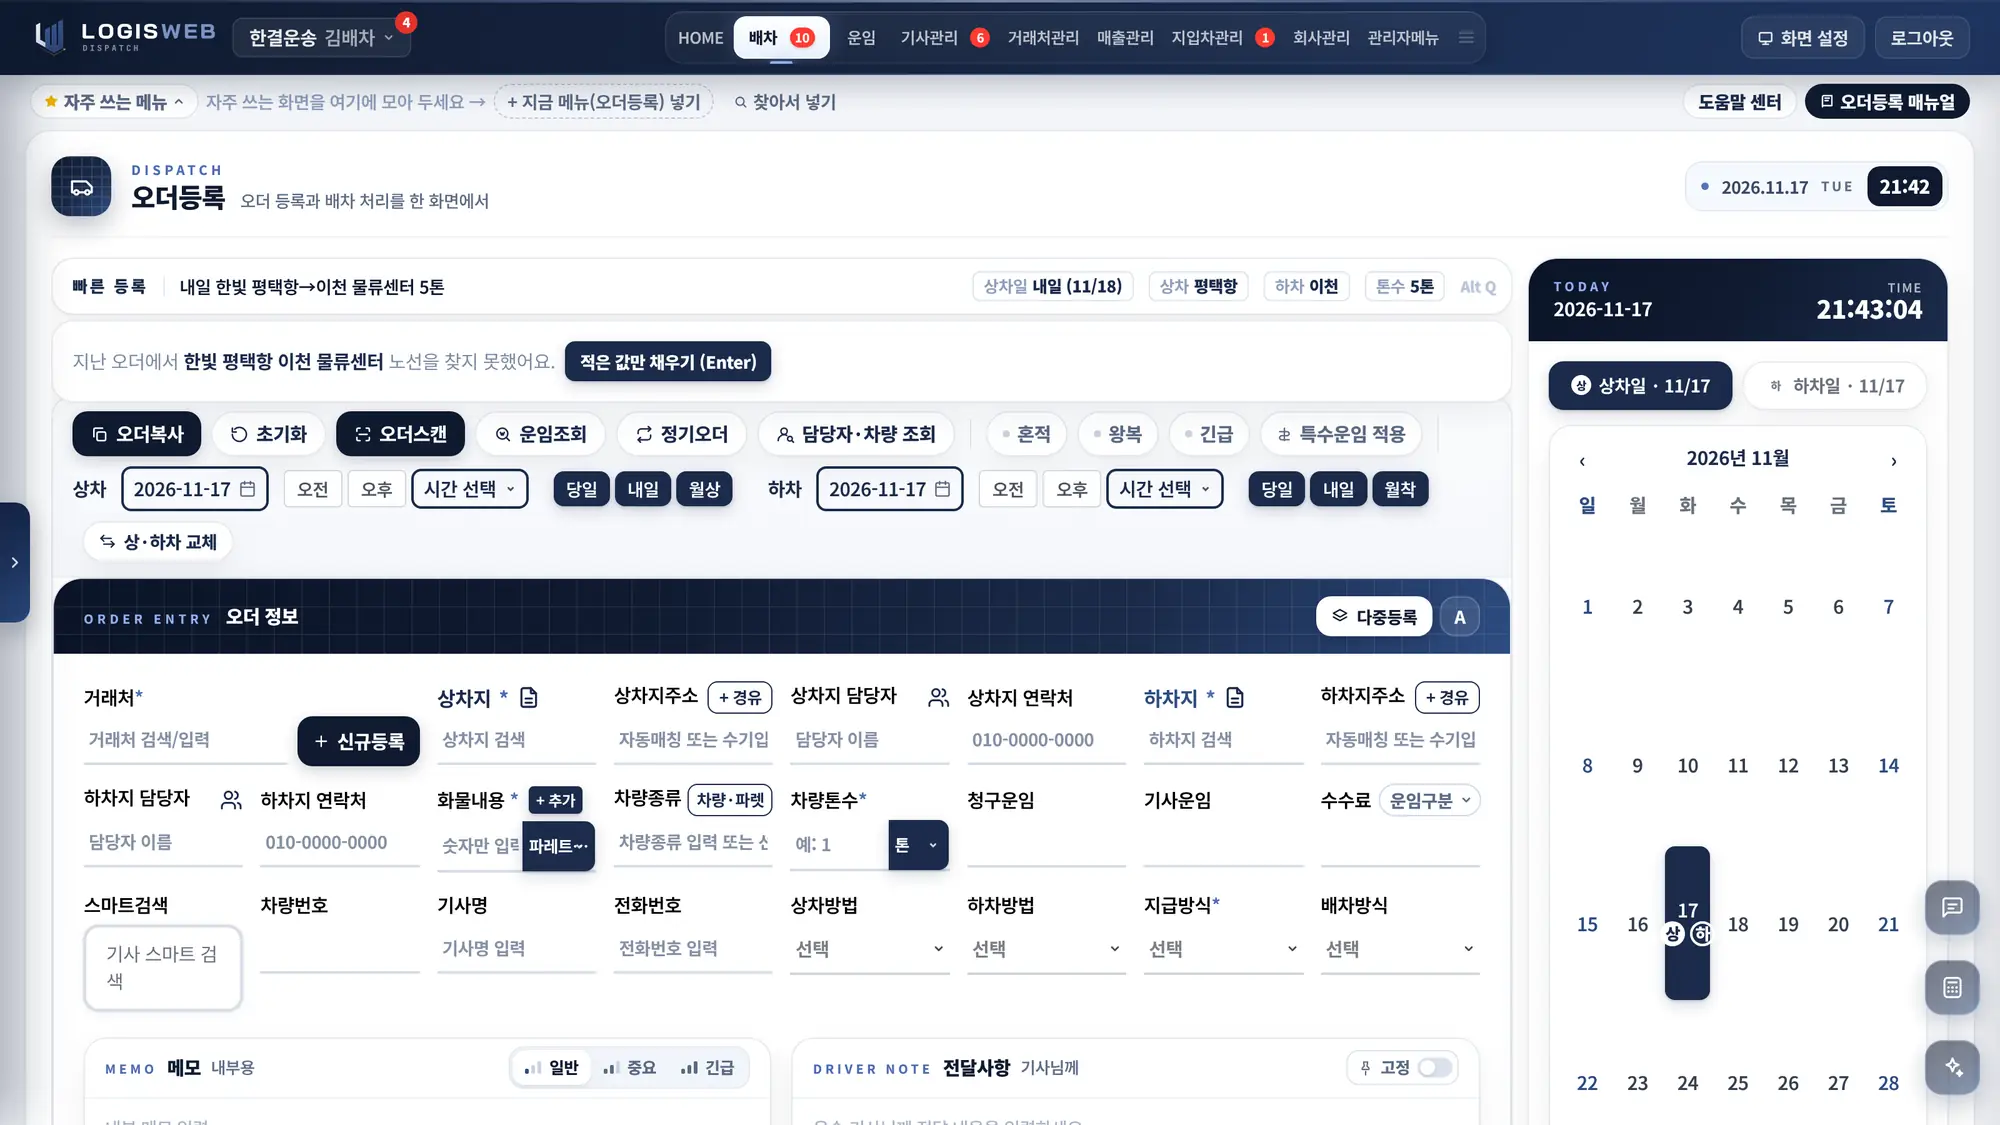 LOGISWEB
DISPATCH
한결운송 김배차
4
HOME
배차 10
운임
기사관리 6
거래처관리
매출관리
지입차관리 1
회사관리
관리자메뉴
화면 설정
로그아웃
자주 쓰는 메뉴
자주 쓰는 화면을 여기에 모아 두세요 →
+ 지금 메뉴(오더등록) 넣기
찾아서 넣기
도움말 센터
오더등록 매뉴얼
DISPATCH
오더등록 오더 등록과 배차 처리를 한 화면에서
2026.11.17 TUE 21:42
빠른 등록
내일 한빛 평택항→이천 물류센터 5톤
상차일 내일 (11/18)
상차 평택항
하차 이천
톤수 5톤
Alt Q
지난 오더에서 한빛 평택항 이천 물류센터 노선을 찾지 못했어요.
적은 값만 채우기 (Enter)
오더복사
초기화
오더스캔
운임조회
정기오더
담당자·차량 조회
혼적
왕복
긴급
특수운임 적용
상차 2026-11-17 오전 오후 시간 선택 당일 내일 월상
하차 2026-11-17 오전 오후 시간 선택 당일 내일 월착
상·하차 교체
ORDER ENTRY 오더 정보
다중등록
A
거래처*
거래처 검색/입력
+ 신규등록
상차지 *
상차지 검색
상차지주소 + 경유
자동매칭 또는 수기입
상차지 담당자
담당자 이름
상차지 연락처
010-0000-0000
하차지 *
하차지 검색
하차지주소 + 경유
자동매칭 또는 수기입
하차지 담당자
담당자 이름
하차지 연락처
010-0000-0000
화물내용 * + 추가
숫자만 입력
파레트
차량종류 차량·파렛
차량종류 입력 또는
차량톤수*
예: 1
톤
청구운임
기사운임
수수료 운임구분
스마트검색
기사 스마트 검
색
차량번호
기사명
기사명 입력
전화번호
전화번호 입력
상차방법
선택
하차방법
선택
지급방식*
선택
배차방식
선택
MEMO 메모 내부용
일반
중요
긴급
DRIVER NOTE 전달사항 기사님께
고정
TODAY
2026-11-17
TIME
21:43:04
상 상차일 · 11/17
하 하차일 · 11/17
‹ 2026년 11월 ›
일 월 화 수 목 금 토
1 2 3 4 5 6 7
8 9 10 11 12 13 14
15 16 17 18 19 20 21
상 하
22 23 24 25 26 27 28